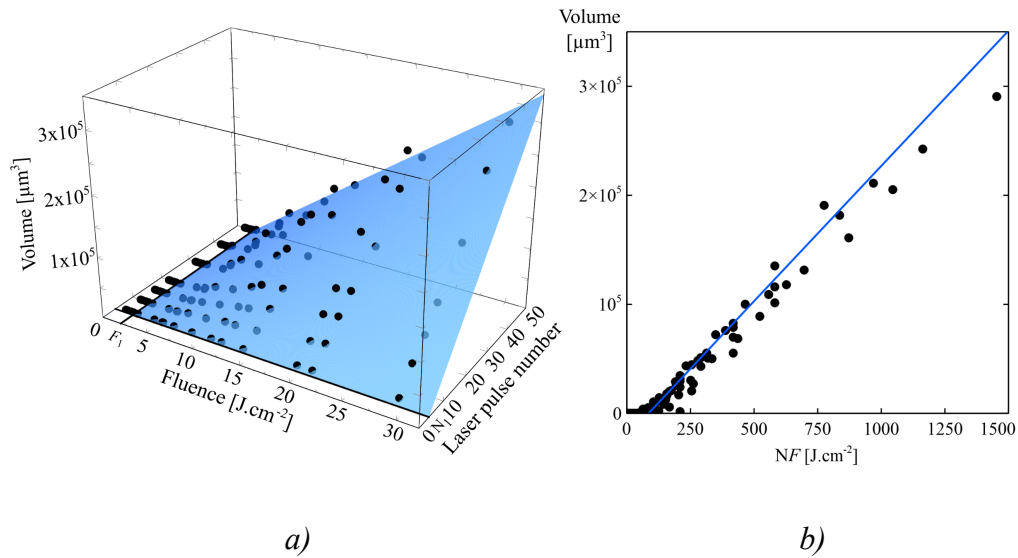 3x10⁵
2x10⁵
1x10⁵
Volume [µm³]
0
F₁
5
10
15
20
25
30
Fluence [J.cm⁻²]
0
N₁
10
20
30
40
50
Laser pulse number
a)
Volume
[µm³]
3×10⁵
2×10⁵
10⁵
0
0
250
500
750
1000
1250
1500
NF [J.cm⁻²]
b)